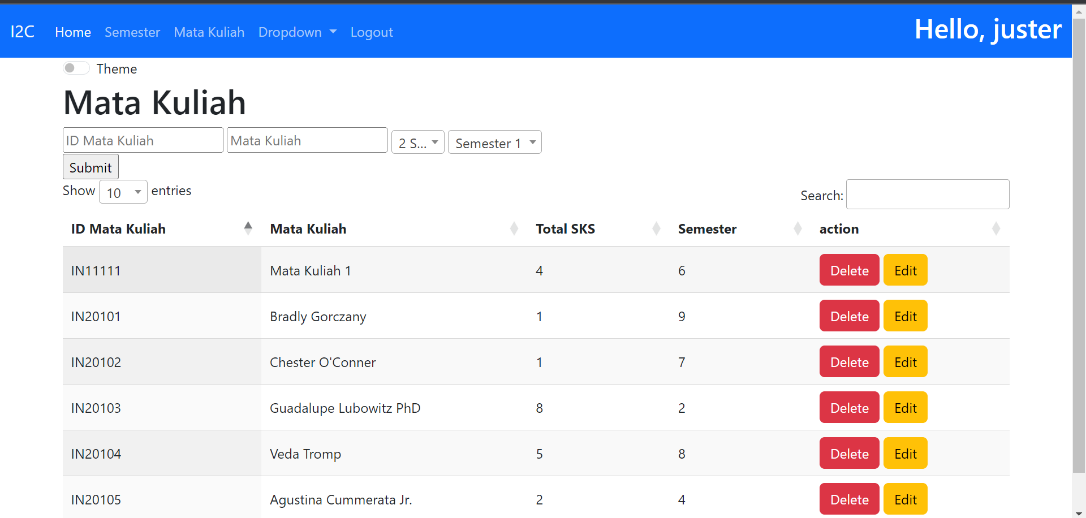 I2C Home Semester Mata Kuliah Dropdown Logout Hello, juster
Theme
Mata Kuliah
ID Mata Kuliah Mata Kuliah 2 S... Semester 1
Submit
Show 10 entries Search:
ID Mata Kuliah Mata Kuliah Total SKS Semester action
IN11111 Mata Kuliah 1 4 6 Delete Edit
IN20101 Bradly Gorczany 1 9 Delete Edit
IN20102 Chester O'Conner 1 7 Delete Edit
IN20103 Guadalupe Lubowitz PhD 8 2 Delete Edit
IN20104 Veda Tromp 5 8 Delete Edit
IN20105 Agustina Cummerata Jr. 2 4 Delete Edit